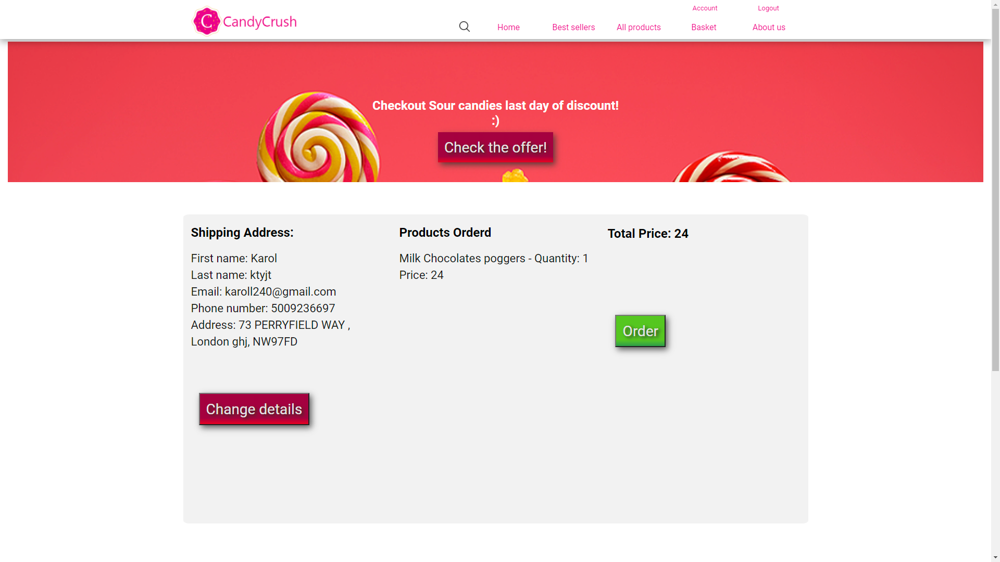 C CandyCrush
Account
Logout
Home
Best sellers
All products
Basket
About us
Checkout Sour candies last day of discount!
:)
Check the offer!
Shipping Address:
First name: Karol
Last name: ktyjt
Email: karoll240@gmail.com
Phone number: 5009236697
Address: 73 PERRYFIELD WAY ,
London ghj, NW97FD
Change details
Products Orderd
Milk Chocolates poggers - Quantity: 1
Price: 24
Total Price: 24
Order